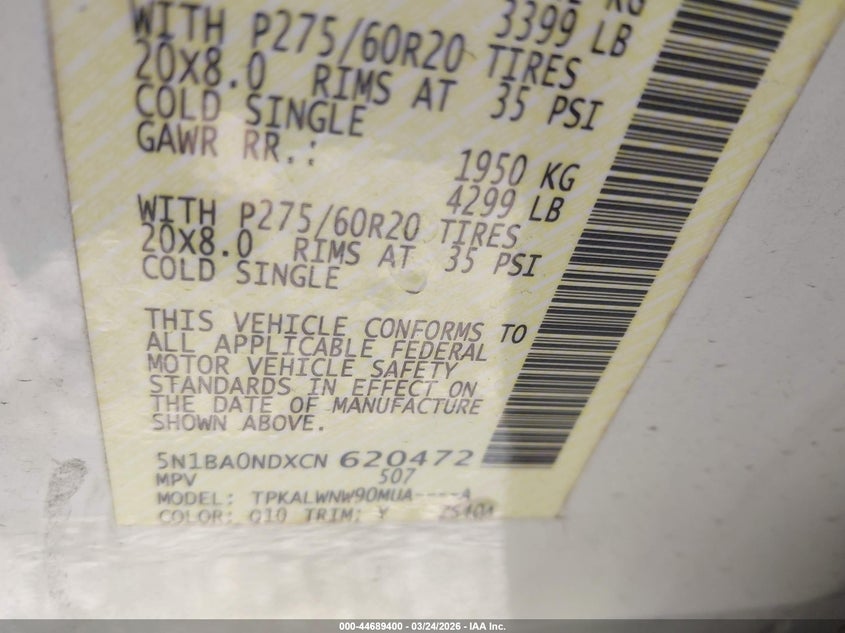 KG
3399 LB
WITH P275/60R20 TIRES
20X8.0 RIMS AT 35 PSI
COLD SINGLE
GAWR RR.:
1950 KG
4299 LB
WITH P275/60R20 TIRES
20X8.0 RIMS AT 35 PSI
COLD SINGLE
THIS VEHICLE CONFORMS TO
ALL APPLICABLE FEDERAL
MOTOR VEHICLE SAFETY
STANDARDS IN EFFECT ON
THE DATE OF MANUFACTURE
SHOWN ABOVE.
5N1BA0NDXCN 620472
MPV 507
MODEL: TPKALWNW90MUA----A
COLOR: Q10 TRIM: Y
000-44689400 - 03/24/2026 - IAA Inc.